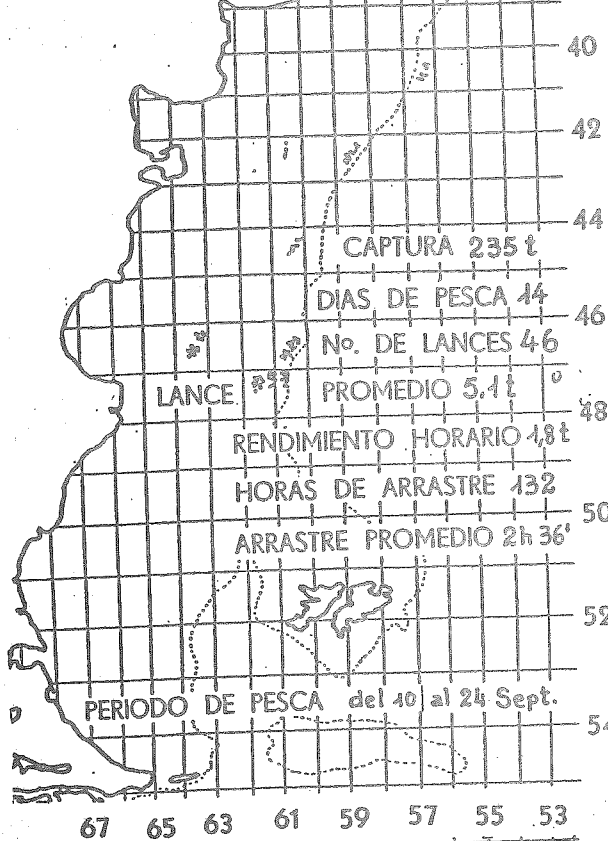 40
42
44
CAPTURA 235 t
DIAS DE PESCA 14
46
No. DE LANCES 46
LANCE PROMEDIO 5,1 t
48
RENDIMIENTO HORARIO 1,8 t
HORAS DE ARRASTRE 132
50
ARRASTRE PROMEDIO 2h 36'
52
PERIODO DE PESCA del 10 al 24 Sept.
54
67 65 63 61 59 57 55 53